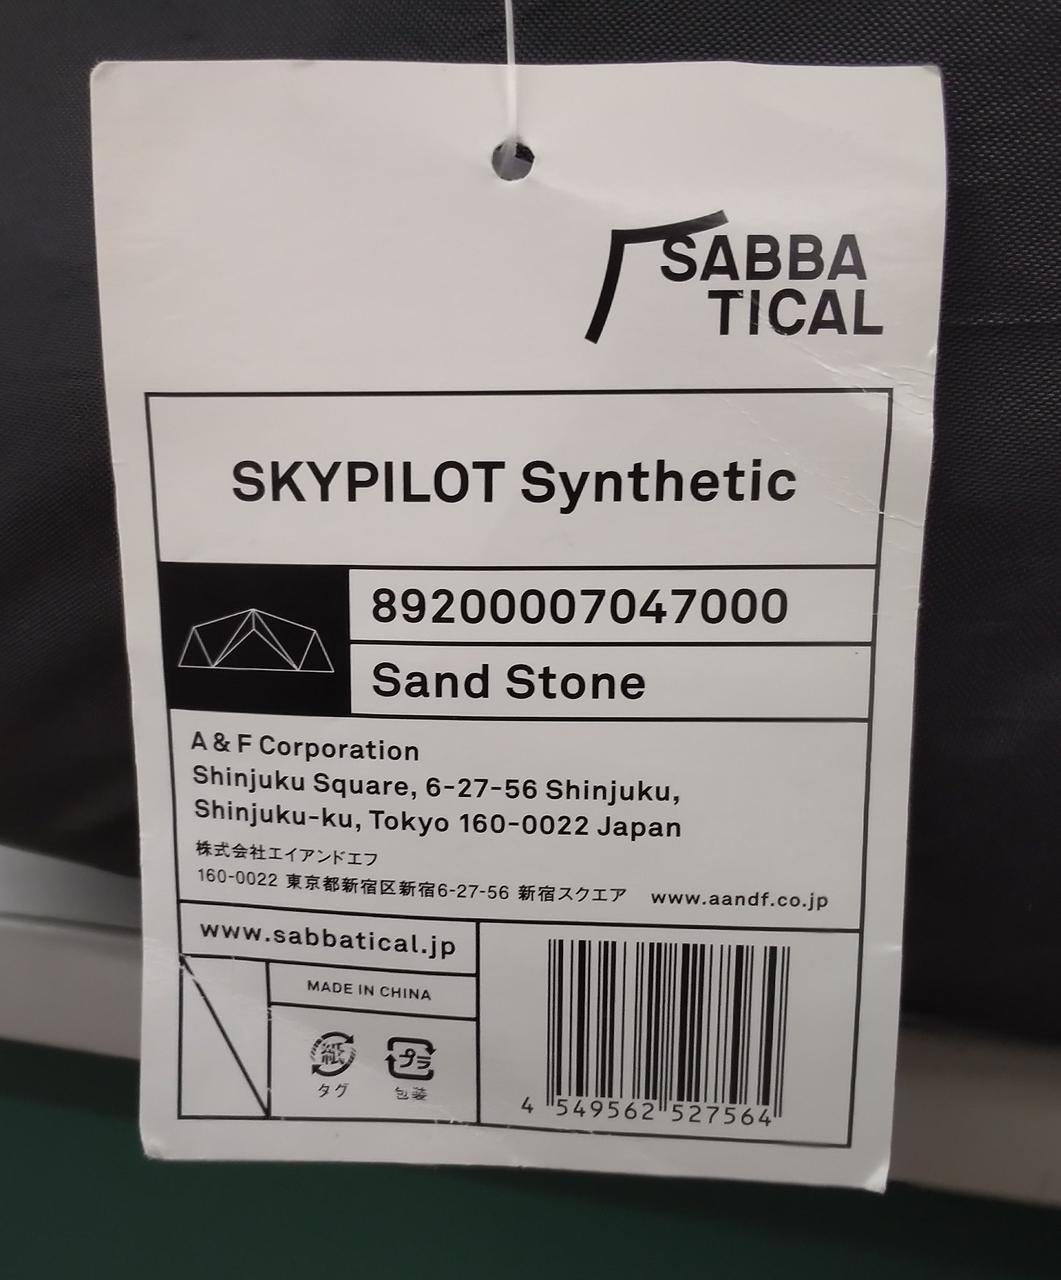 SABBA
TICAL
SKYPILOT Synthetic
89200007047000
Sand Stone
A & F Corporation
Shinjuku Square, 6-27-56 Shinjuku,
Shinjuku-ku, Tokyo 160-0022 Japan
株式会社エイアンドエフ
160-0022 東京都新宿区新宿6-27-56 新宿スクエア www.aandf.co.jp
www.sabbatical.jp
MADE IN CHINA
紙 プラ
タグ 包装
4 549562 527564